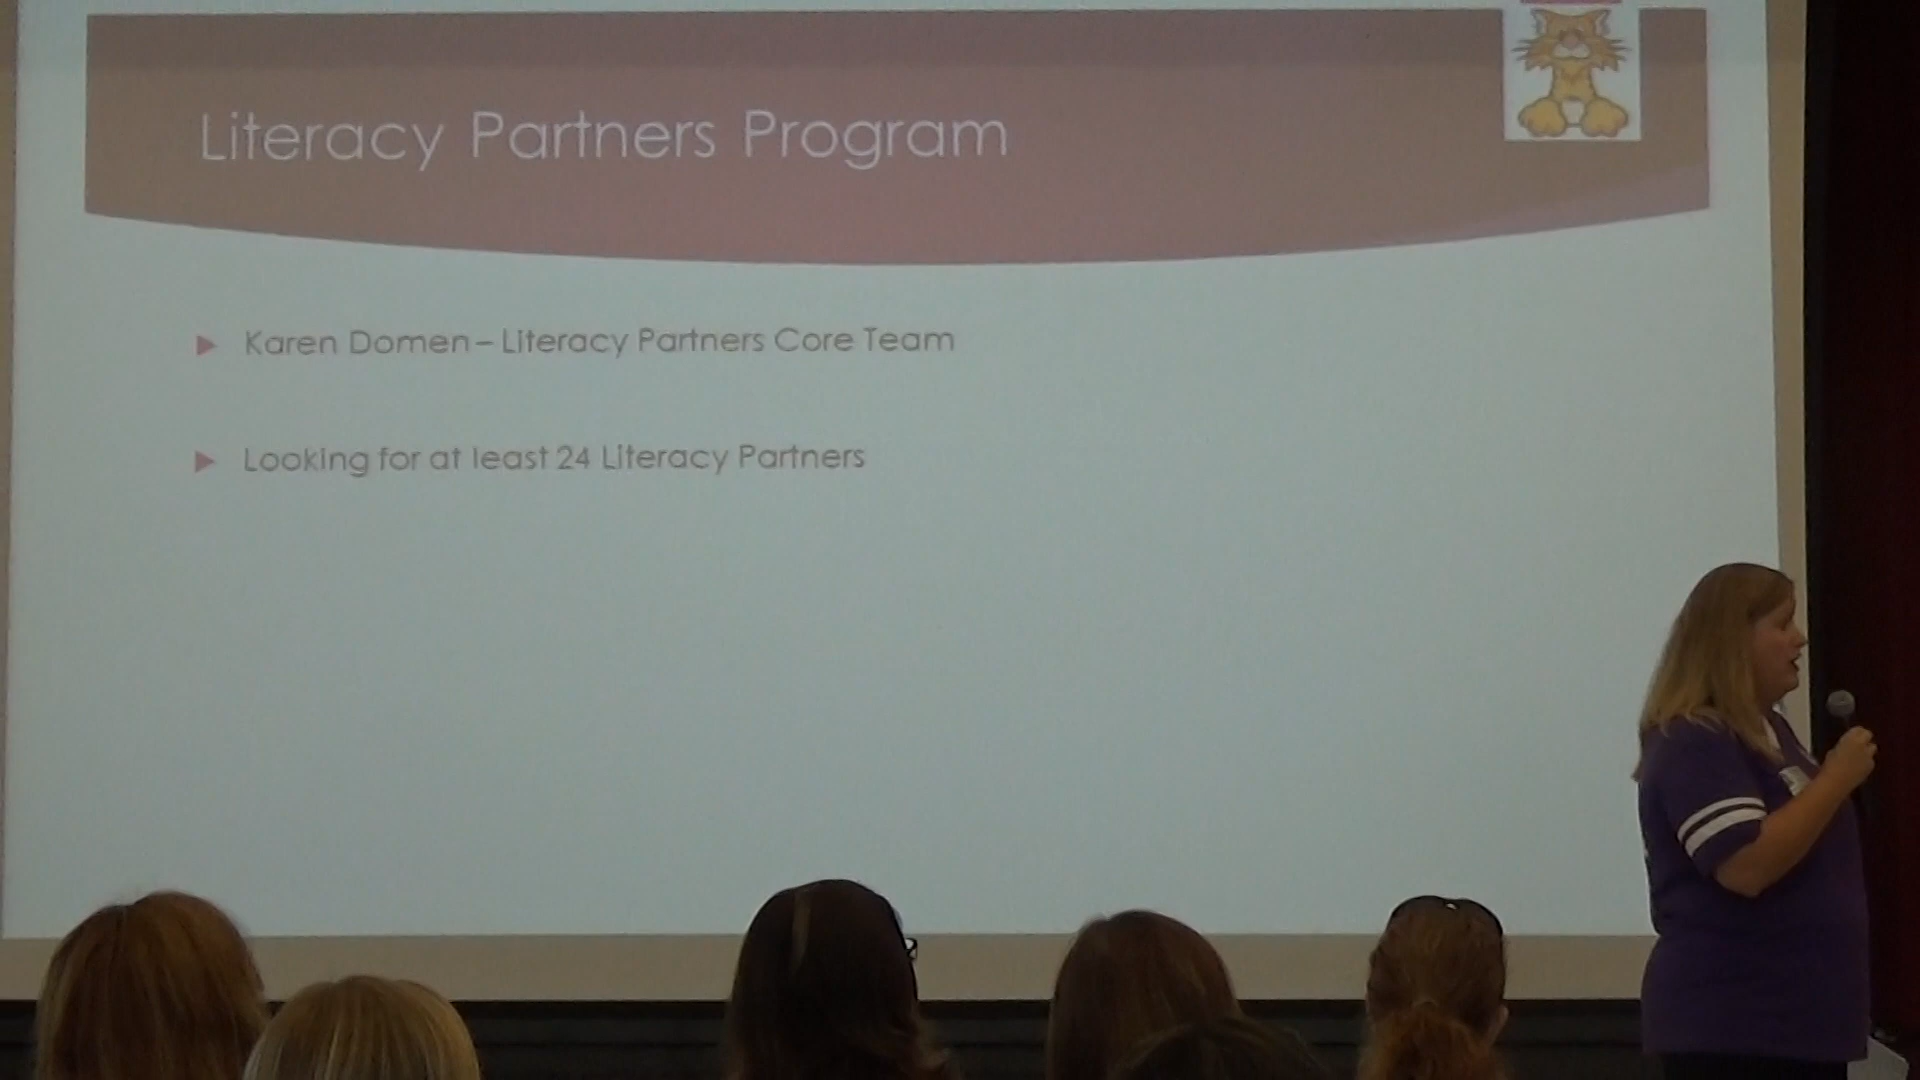 Literacy Partners Program
Karen Domen – Literacy Partners Core Team
Looking for at least 24 Literacy Partners